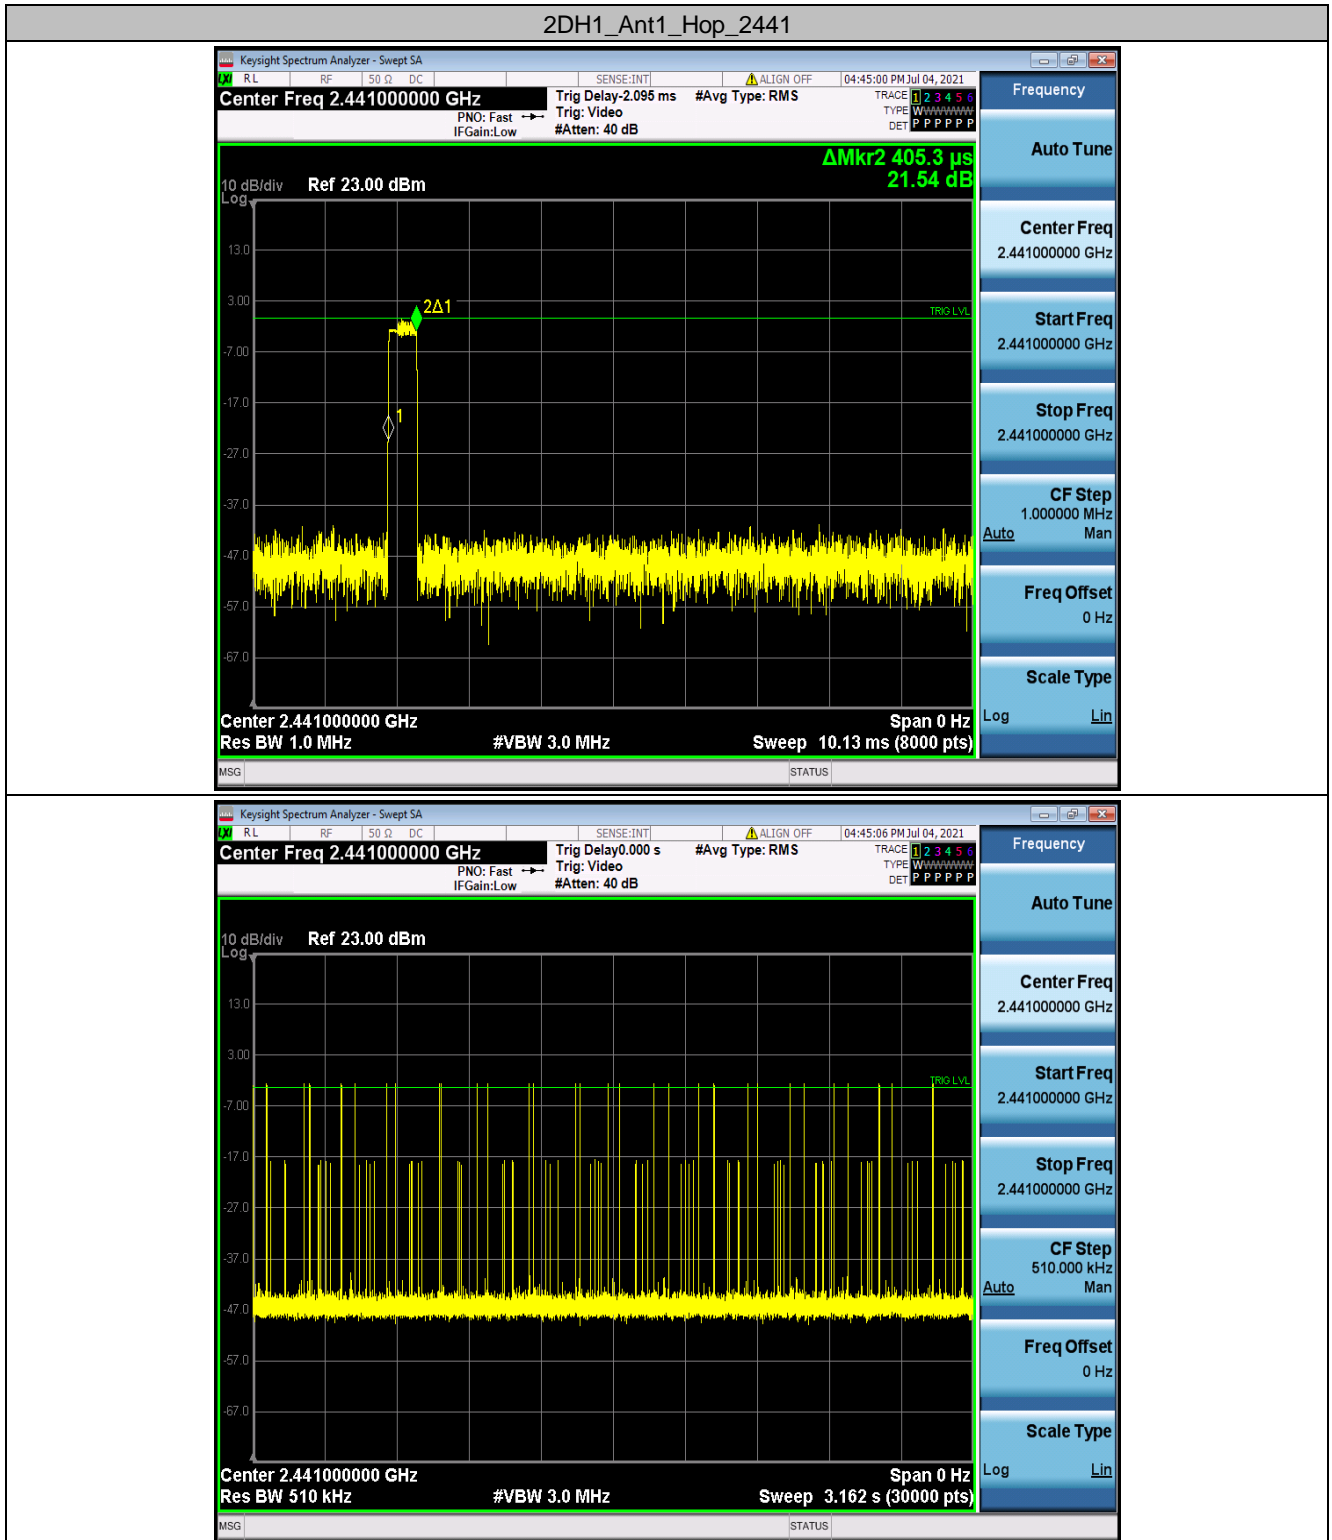 2DH1_Ant1_Hop_2441
Keysight Spectrum Analyzer - Swept SA
LXI RL RF 50 Ω DC SENSE:INT ALIGN OFF 04:45:00 PM Jul 04, 2021
Center Freq 2.441000000 GHz Trig Delay-2.095 ms #Avg Type: RMS TRACE 1 2 3 4 5 6
PNO: Fast Trig: Video TYPE WWWWWW
IFGain:Low #Atten: 40 dB DET P P P P P P
Frequency
ΔMkr2 405.3 µs
21.54 dB
10 dB/div Ref 23.00 dBm
Log
13.0
3.00
-7.00
-17.0
-27.0
-37.0
-47.0
-57.0
-67.0
2Δ1
TRIG LVL
1
Center 2.441000000 GHz Span 0 Hz
Res BW 1.0 MHz #VBW 3.0 MHz Sweep 10.13 ms (8000 pts)
MSG STATUS
Auto Tune
Center Freq
2.441000000 GHz
Start Freq
2.441000000 GHz
Stop Freq
2.441000000 GHz
CF Step
1.000000 MHz
Auto Man
Freq Offset
0 Hz
Scale Type
Log Lin
Keysight Spectrum Analyzer - Swept SA
LXI RL RF 50 Ω DC SENSE:INT ALIGN OFF 04:45:06 PM Jul 04, 2021
Center Freq 2.441000000 GHz Trig Delay0.000 s #Avg Type: RMS TRACE 1 2 3 4 5 6
PNO: Fast Trig: Video TYPE WWWWWW
IFGain:Low #Atten: 40 dB DET P P P P P P
Frequency
10 dB/div Ref 23.00 dBm
Log
13.0
3.00
-7.00
-17.0
-27.0
-37.0
-47.0
-57.0
-67.0
TRIG LVL
Center 2.441000000 GHz Span 0 Hz
Res BW 510 kHz #VBW 3.0 MHz Sweep 3.162 s (30000 pts)
MSG STATUS
Auto Tune
Center Freq
2.441000000 GHz
Start Freq
2.441000000 GHz
Stop Freq
2.441000000 GHz
CF Step
510.000 kHz
Auto Man
Freq Offset
0 Hz
Scale Type
Log Lin